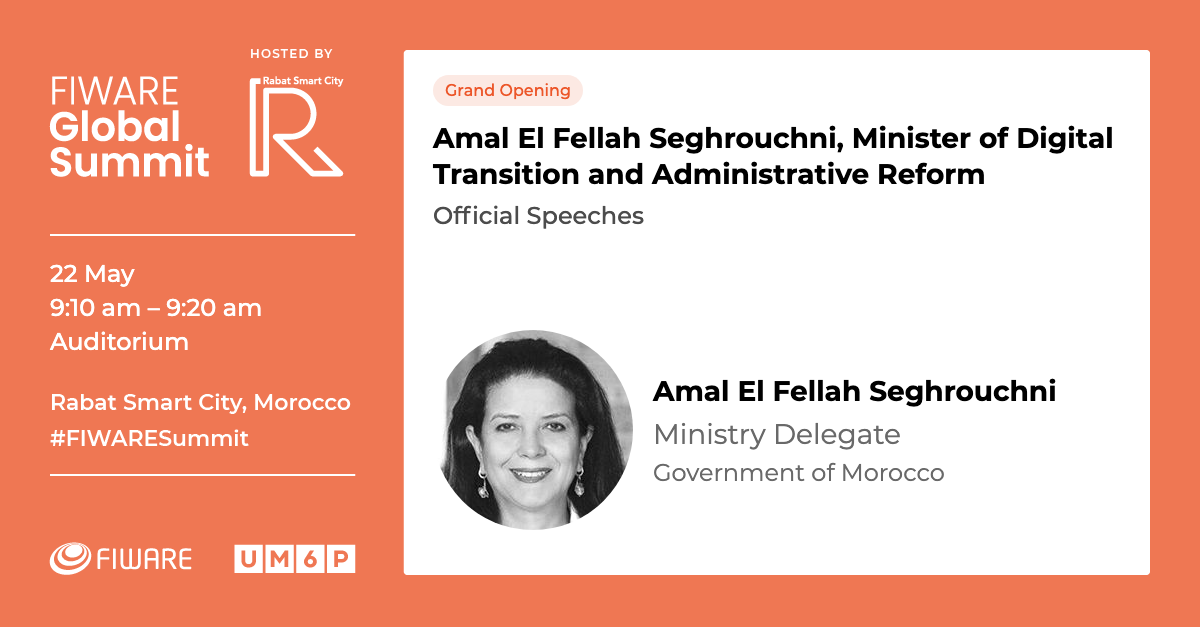 FIWARE
Global
Summit
HOSTED BY
Rabat Smart City
R
22 May
9:10 am – 9:20 am
Auditorium
Rabat Smart City, Morocco
#FIWARESummit
FIWARE
UM6P
Grand Opening
Amal El Fellah Seghrouchni, Minister of Digital
Transition and Administrative Reform
Official Speeches
Amal El Fellah Seghrouchni
Ministry Delegate
Government of Morocco